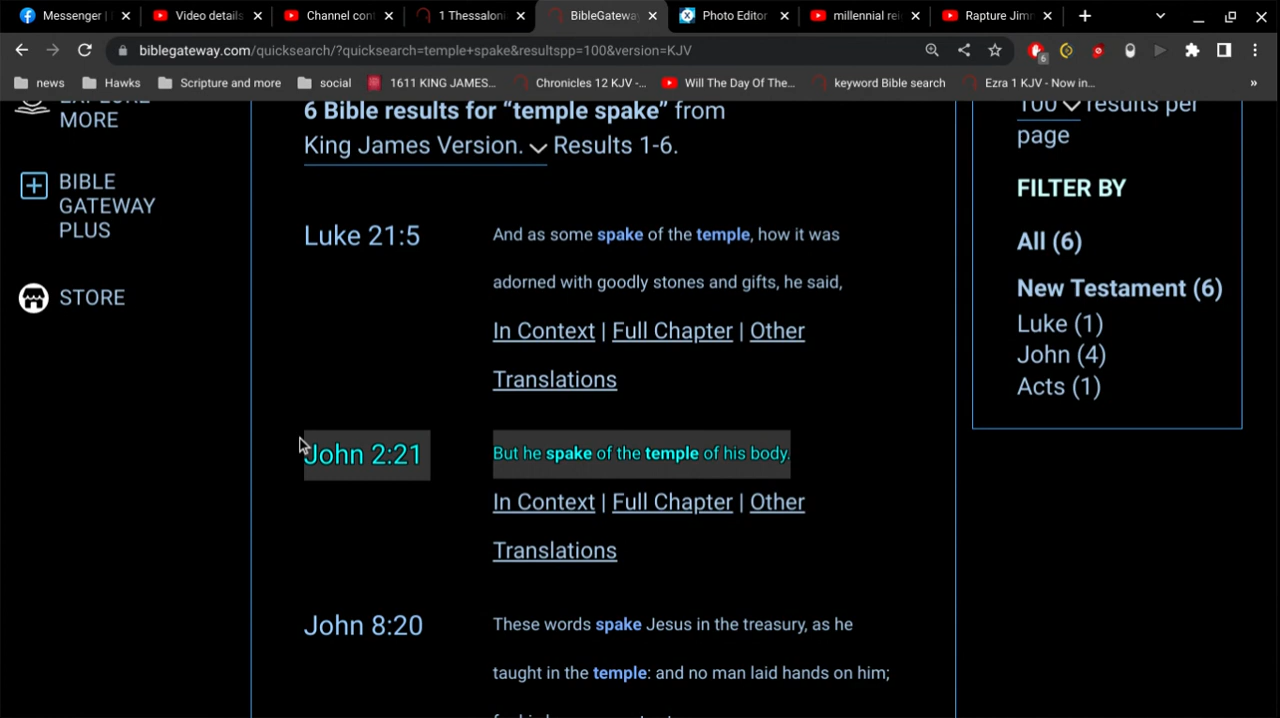 Messenger |
Video details
Channel con
1 Thessaloni
BibleGatewa
Photo Editor
millennial rei
Rapture Jimm
biblegateway.com/quicksearch/?quicksearch=temple+spake&resultspp=100&version=KJV
6
news
Hawks
Scripture and more
social
1611 KING JAMES...
Chronicles 12 KJV -...
Will The Day Of The...
keyword Bible search
Ezra 1 KJV - Now in...
»
EXPLORE
MORE
BIBLE
GATEWAY
PLUS
STORE
6 Bible results for “temple spake” from
King James Version. Results 1-6.
Luke 21:5
And as some spake of the temple, how it was
adorned with goodly stones and gifts, he said,
In Context | Full Chapter | Other
Translations
John 2:21
But he spake of the temple of his body.
In Context | Full Chapter | Other
Translations
John 8:20
These words spake Jesus in the treasury, as he
taught in the temple: and no man laid hands on him;
100 results per
page
FILTER BY
All (6)
New Testament (6)
Luke (1)
John (4)
Acts (1)